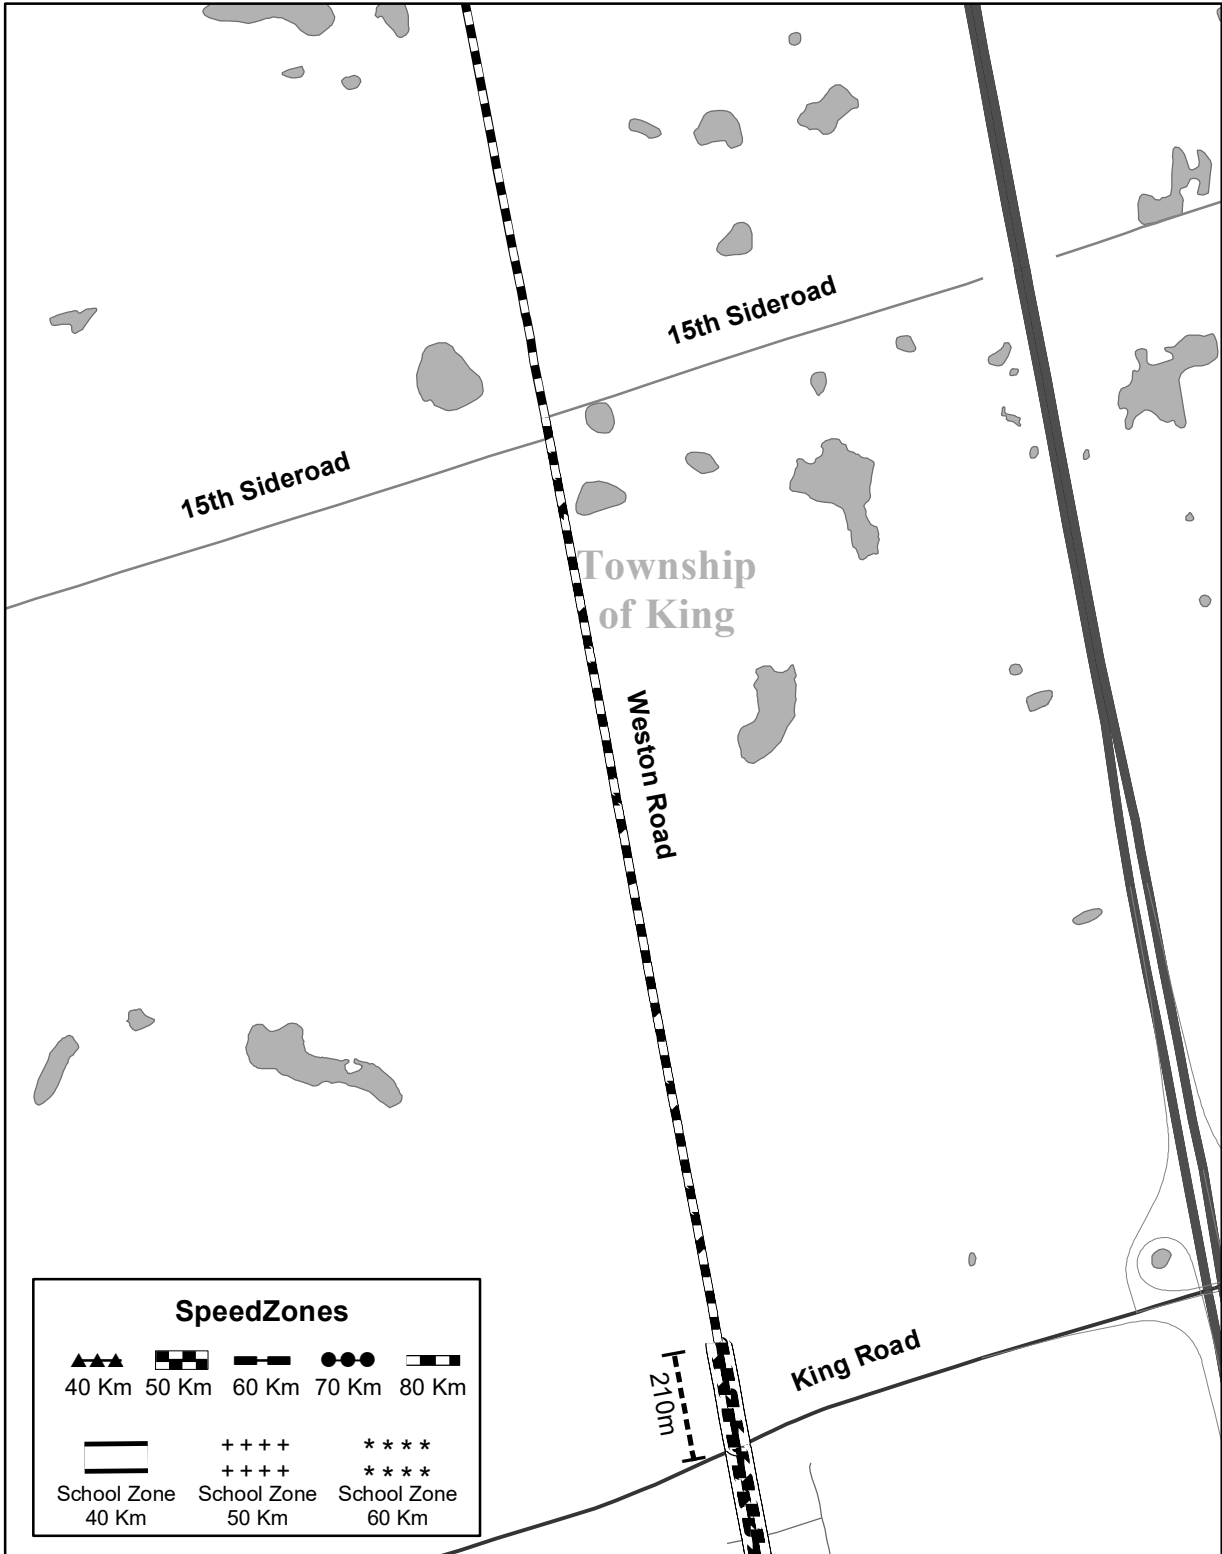 15th Sideroad
15th Sideroad
Township
of King
Weston Road
King Road
210m
SpeedZones
40 Km 50 Km 60 Km 70 Km 80 Km
School Zone
40 Km
School Zone
50 Km
School Zone
60 Km